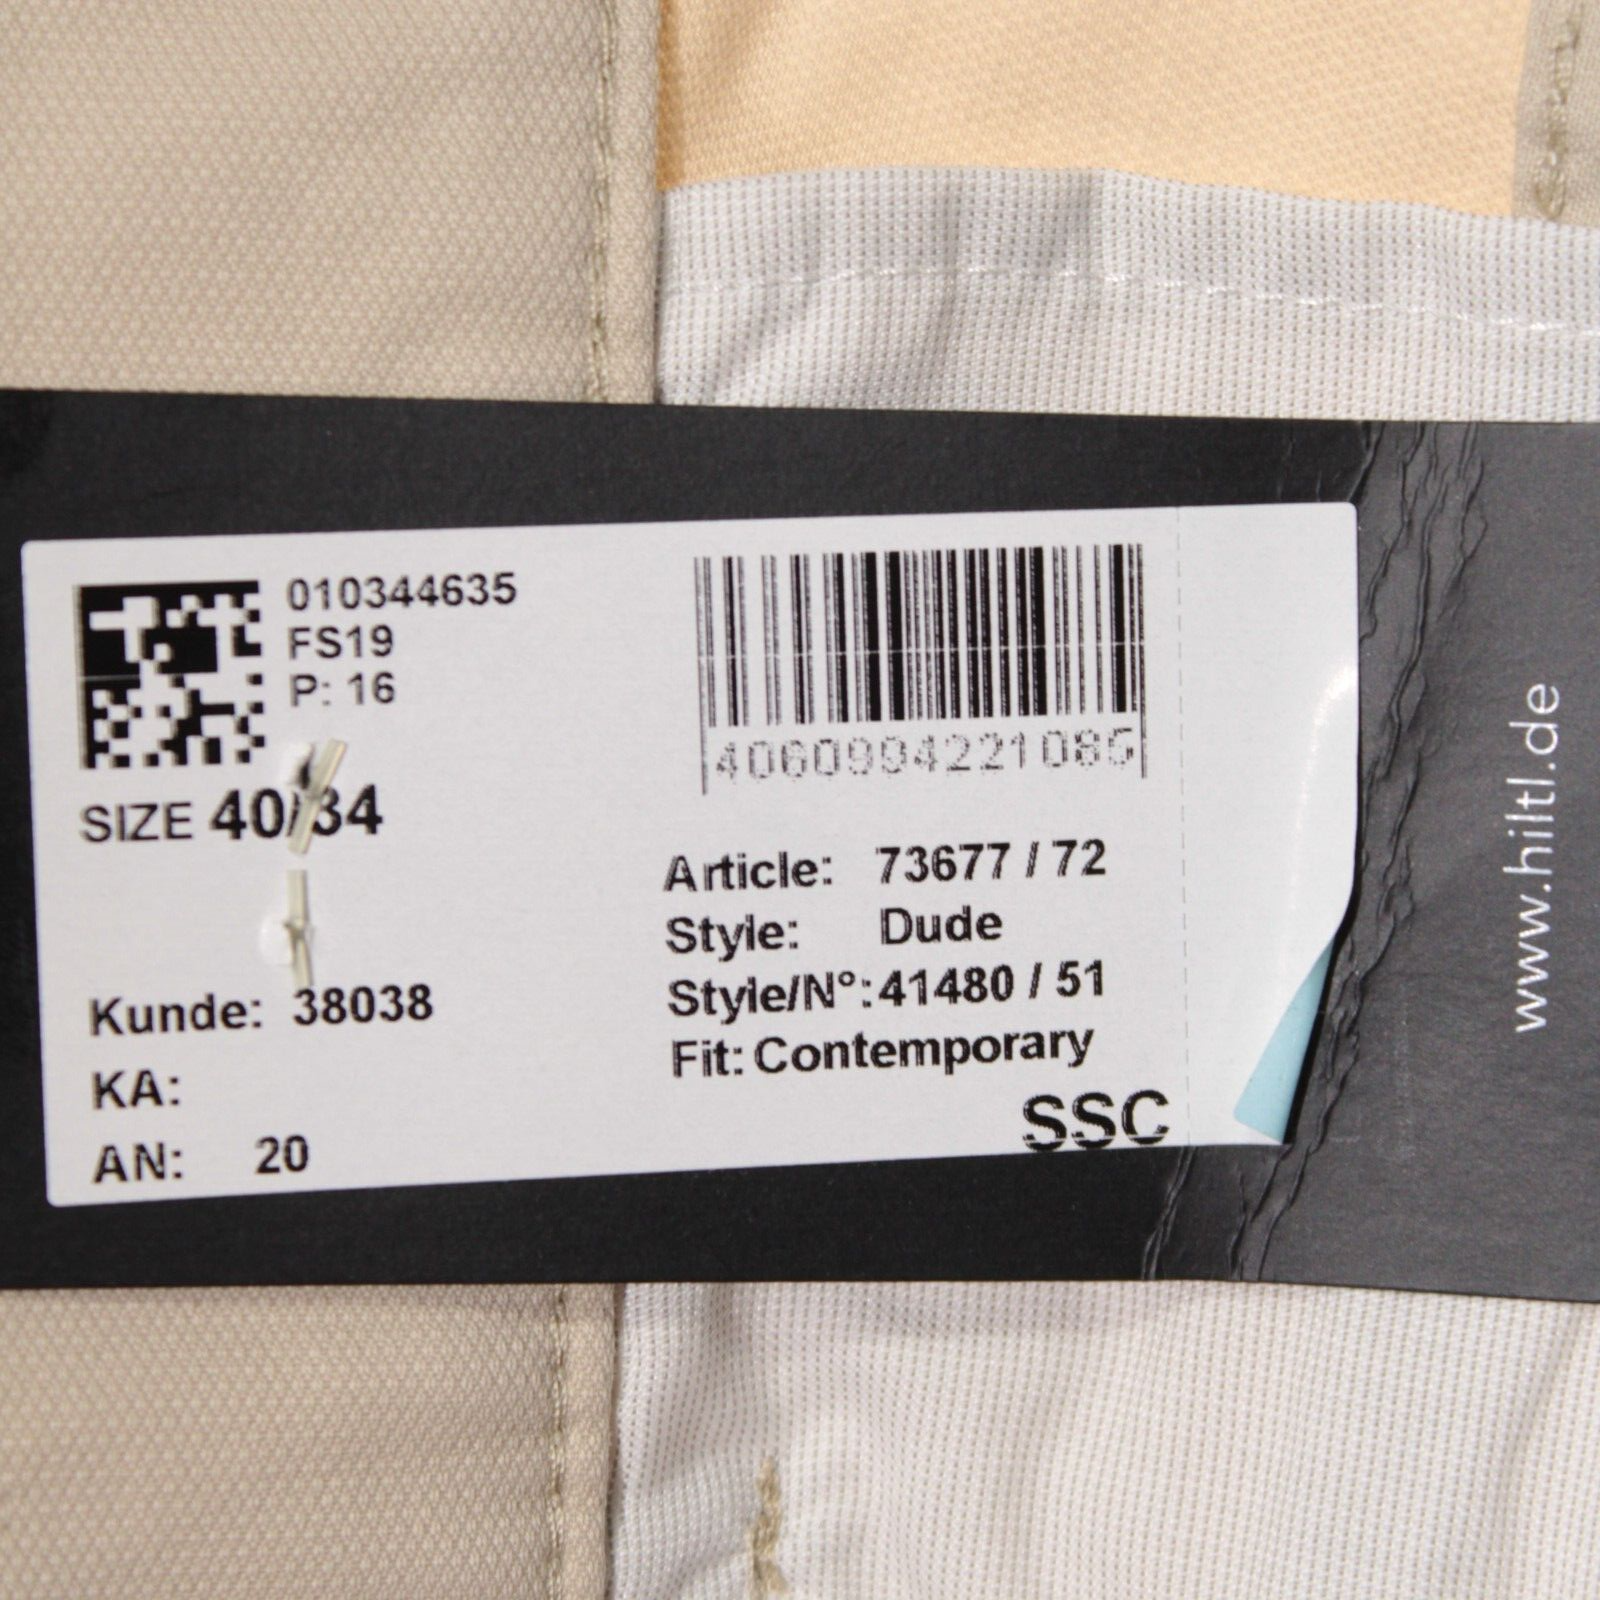 010344635
FS19
P: 16
SIZE 40/34
Kunde: 38038
KA:
AN: 20
4060994221085
Article: 73677 / 72
Style: Dude
Style/N°: 41480 / 51
Fit: Contemporary
SSC
www.hiltl.de